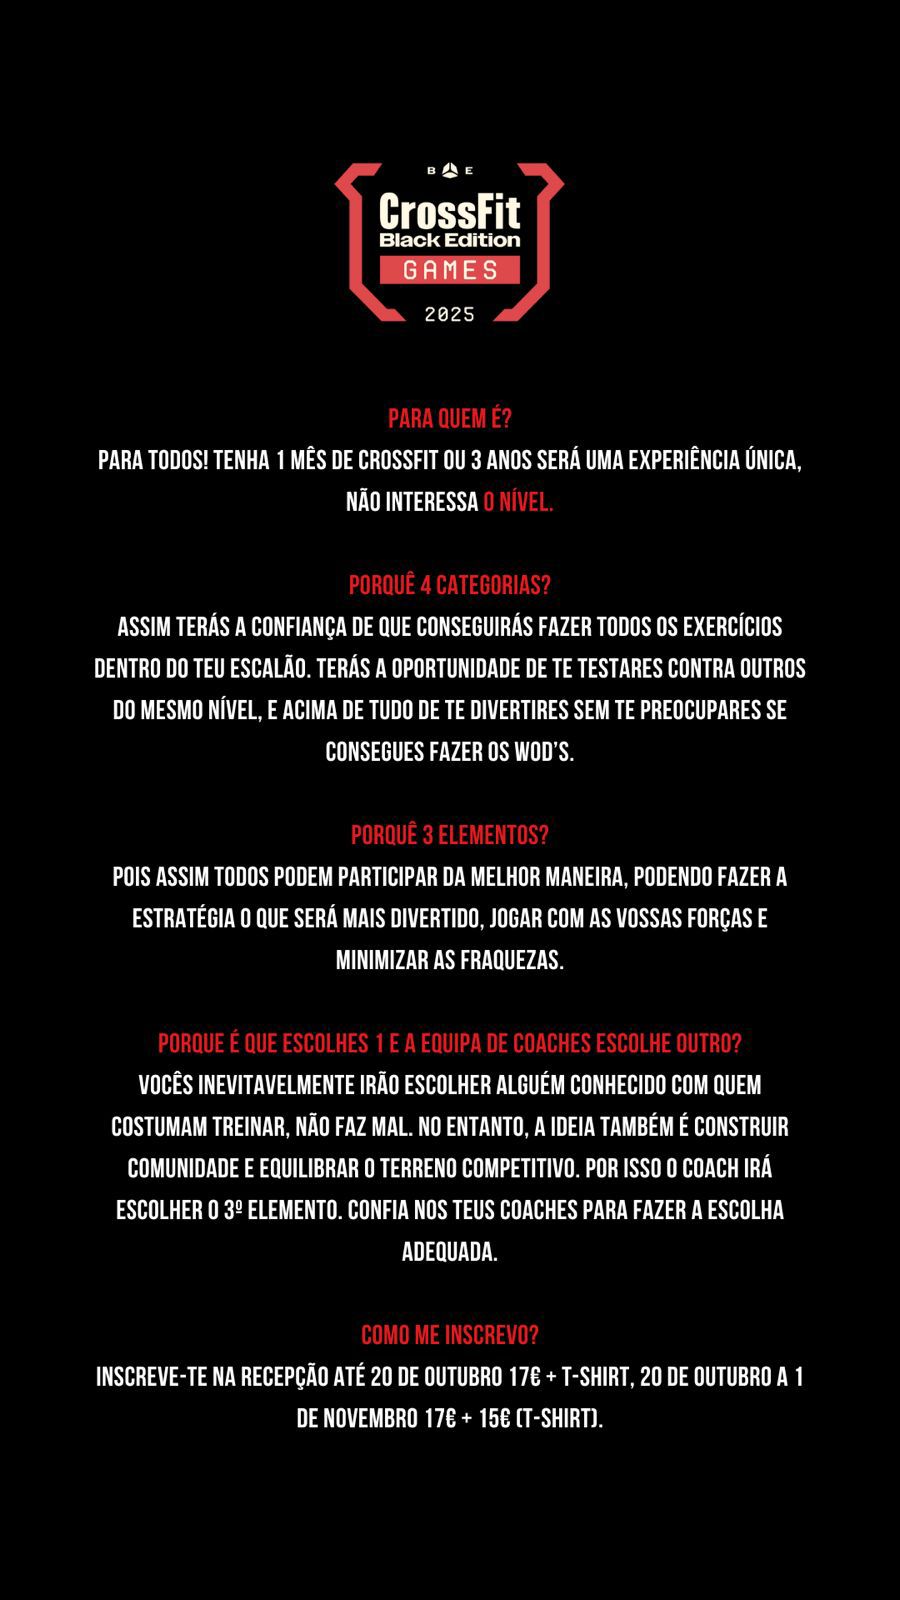 B E
CrossFit
Black Edition
GAMES
2025
PARA QUEM É?
PARA TODOS! TENHA 1 MÊS DE CROSSFIT OU 3 ANOS SERÁ UMA EXPERIÊNCIA ÚNICA,
NÃO INTERESSA O NÍVEL.
PORQUÊ 4 CATEGORIAS?
ASSIM TERÁS A CONFIANÇA DE QUE CONSEGUIRÁS FAZER TODOS OS EXERCÍCIOS
DENTRO DO TEU ESCALÃO. TERÁS A OPORTUNIDADE DE TE TESTARES CONTRA OUTROS
DO MESMO NÍVEL, E ACIMA DE TUDO DE TE DIVERTIRES SEM TE PREOCUPARES SE
CONSEGUES FAZER OS WOD'S.
PORQUÊ 3 ELEMENTOS?
POIS ASSIM TODOS PODEM PARTICIPAR DA MELHOR MANEIRA, PODENDO FAZER A
ESTRATÉGIA O QUE SERÁ MAIS DIVERTIDO, JOGAR COM AS VOSSAS FORÇAS E
MINIMIZAR AS FRAQUEZAS.
PORQUE É QUE ESCOLHES 1 E A EQUIPA DE COACHES ESCOLHE OUTRO?
VOCÊS INEVITAVELMENTE IRÃO ESCOLHER ALGUÉM CONHECIDO COM QUEM
COSTUMAM TREINAR, NÃO FAZ MAL. NO ENTANTO, A IDEIA TAMBÉM É CONSTRUIR
COMUNIDADE E EQUILIBRAR O TERRENO COMPETITIVO. POR ISSO O COACH IRÁ
ESCOLHER O 3º ELEMENTO. CONFIA NOS TEUS COACHES PARA FAZER A ESCOLHA
ADEQUADA.
COMO ME INSCREVO?
INSCREVE-TE NA RECEPÇÃO ATÉ 20 DE OUTUBRO 17€ + T-SHIRT, 20 DE OUTUBRO A 1
DE NOVEMBRO 17€ + 15€ (T-SHIRT).